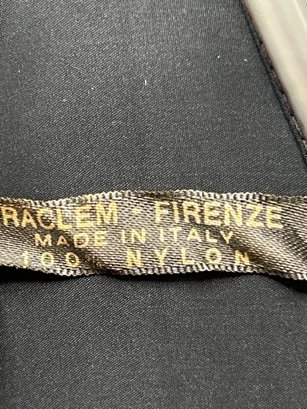 RACLEM - FIRENZE
MADE IN ITALY
100% NYLON